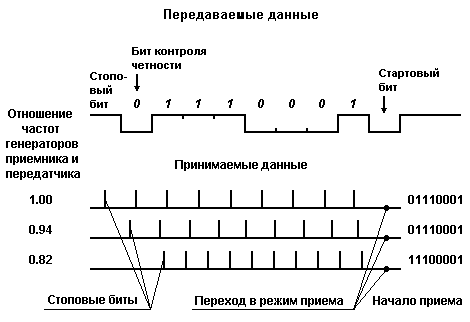 Передаваемые данные
Бит контроля
четности
Стопо-
вый
бит
Стартовый
бит
0 1 1 1 0 0 0 1
Отношение
частот
генераторов
приемника и
передатчика
Принимаемые данные
1.00 01110001
0.94 01110001
0.82 11100001
Стоповые биты Переход в режим приема Начало приема